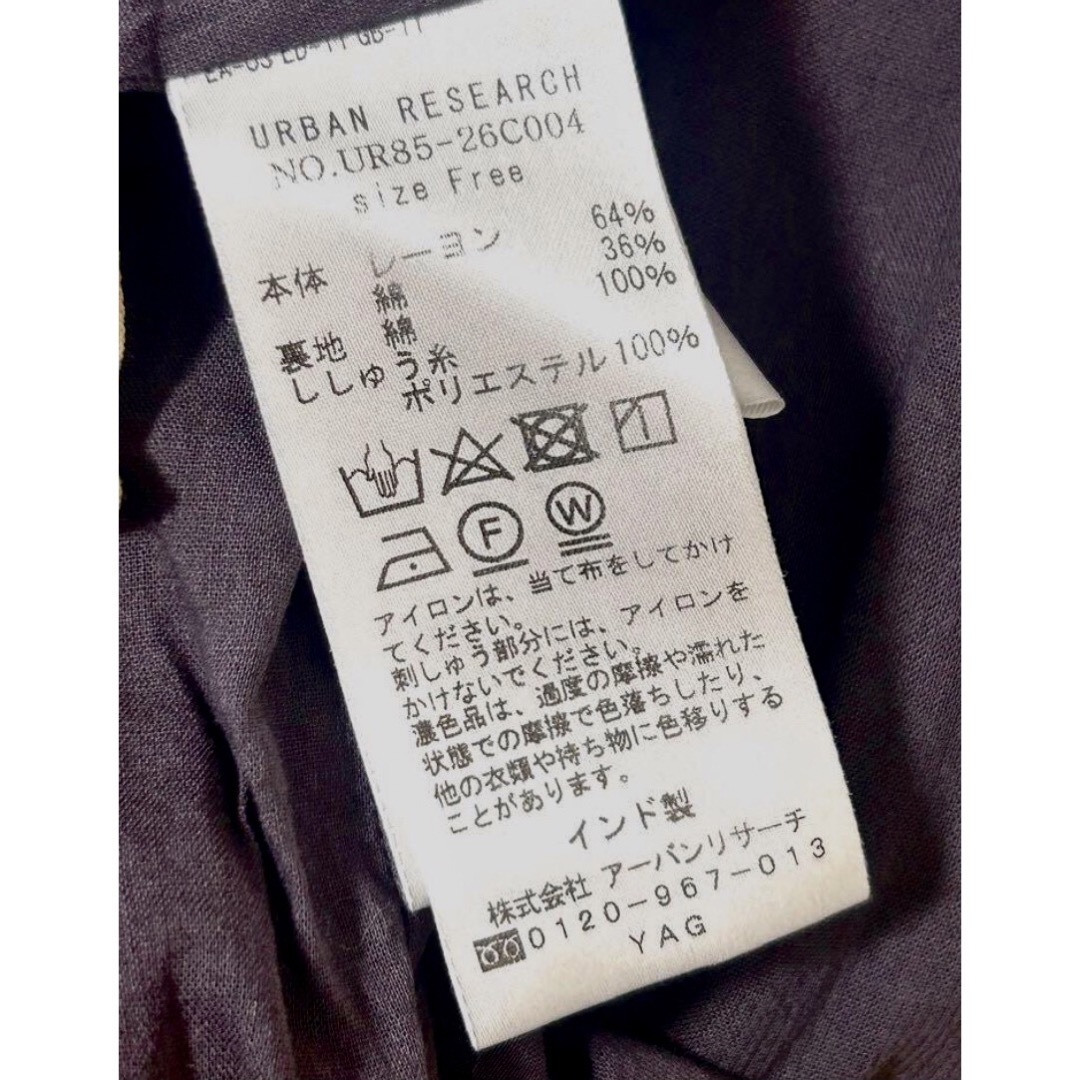 URBAN RESEARCH
NO.UR85-26C004
size Free
本体 レーヨン 64%
綿 36%
裏地 綿 100%
ししゅう糸
ポリエステル100%
F W
アイロンは、当て布をしてかけ
てください。
刺しゅう部分には、アイロンを
かけないでください。
濃色品は、過度の摩擦や濡れた
状態での摩擦で色落ちしたり、
他の衣類や持ち物に色移りする
ことがあります。
インド製
株式会社 アーバンリサーチ
0120-967-013
YAG